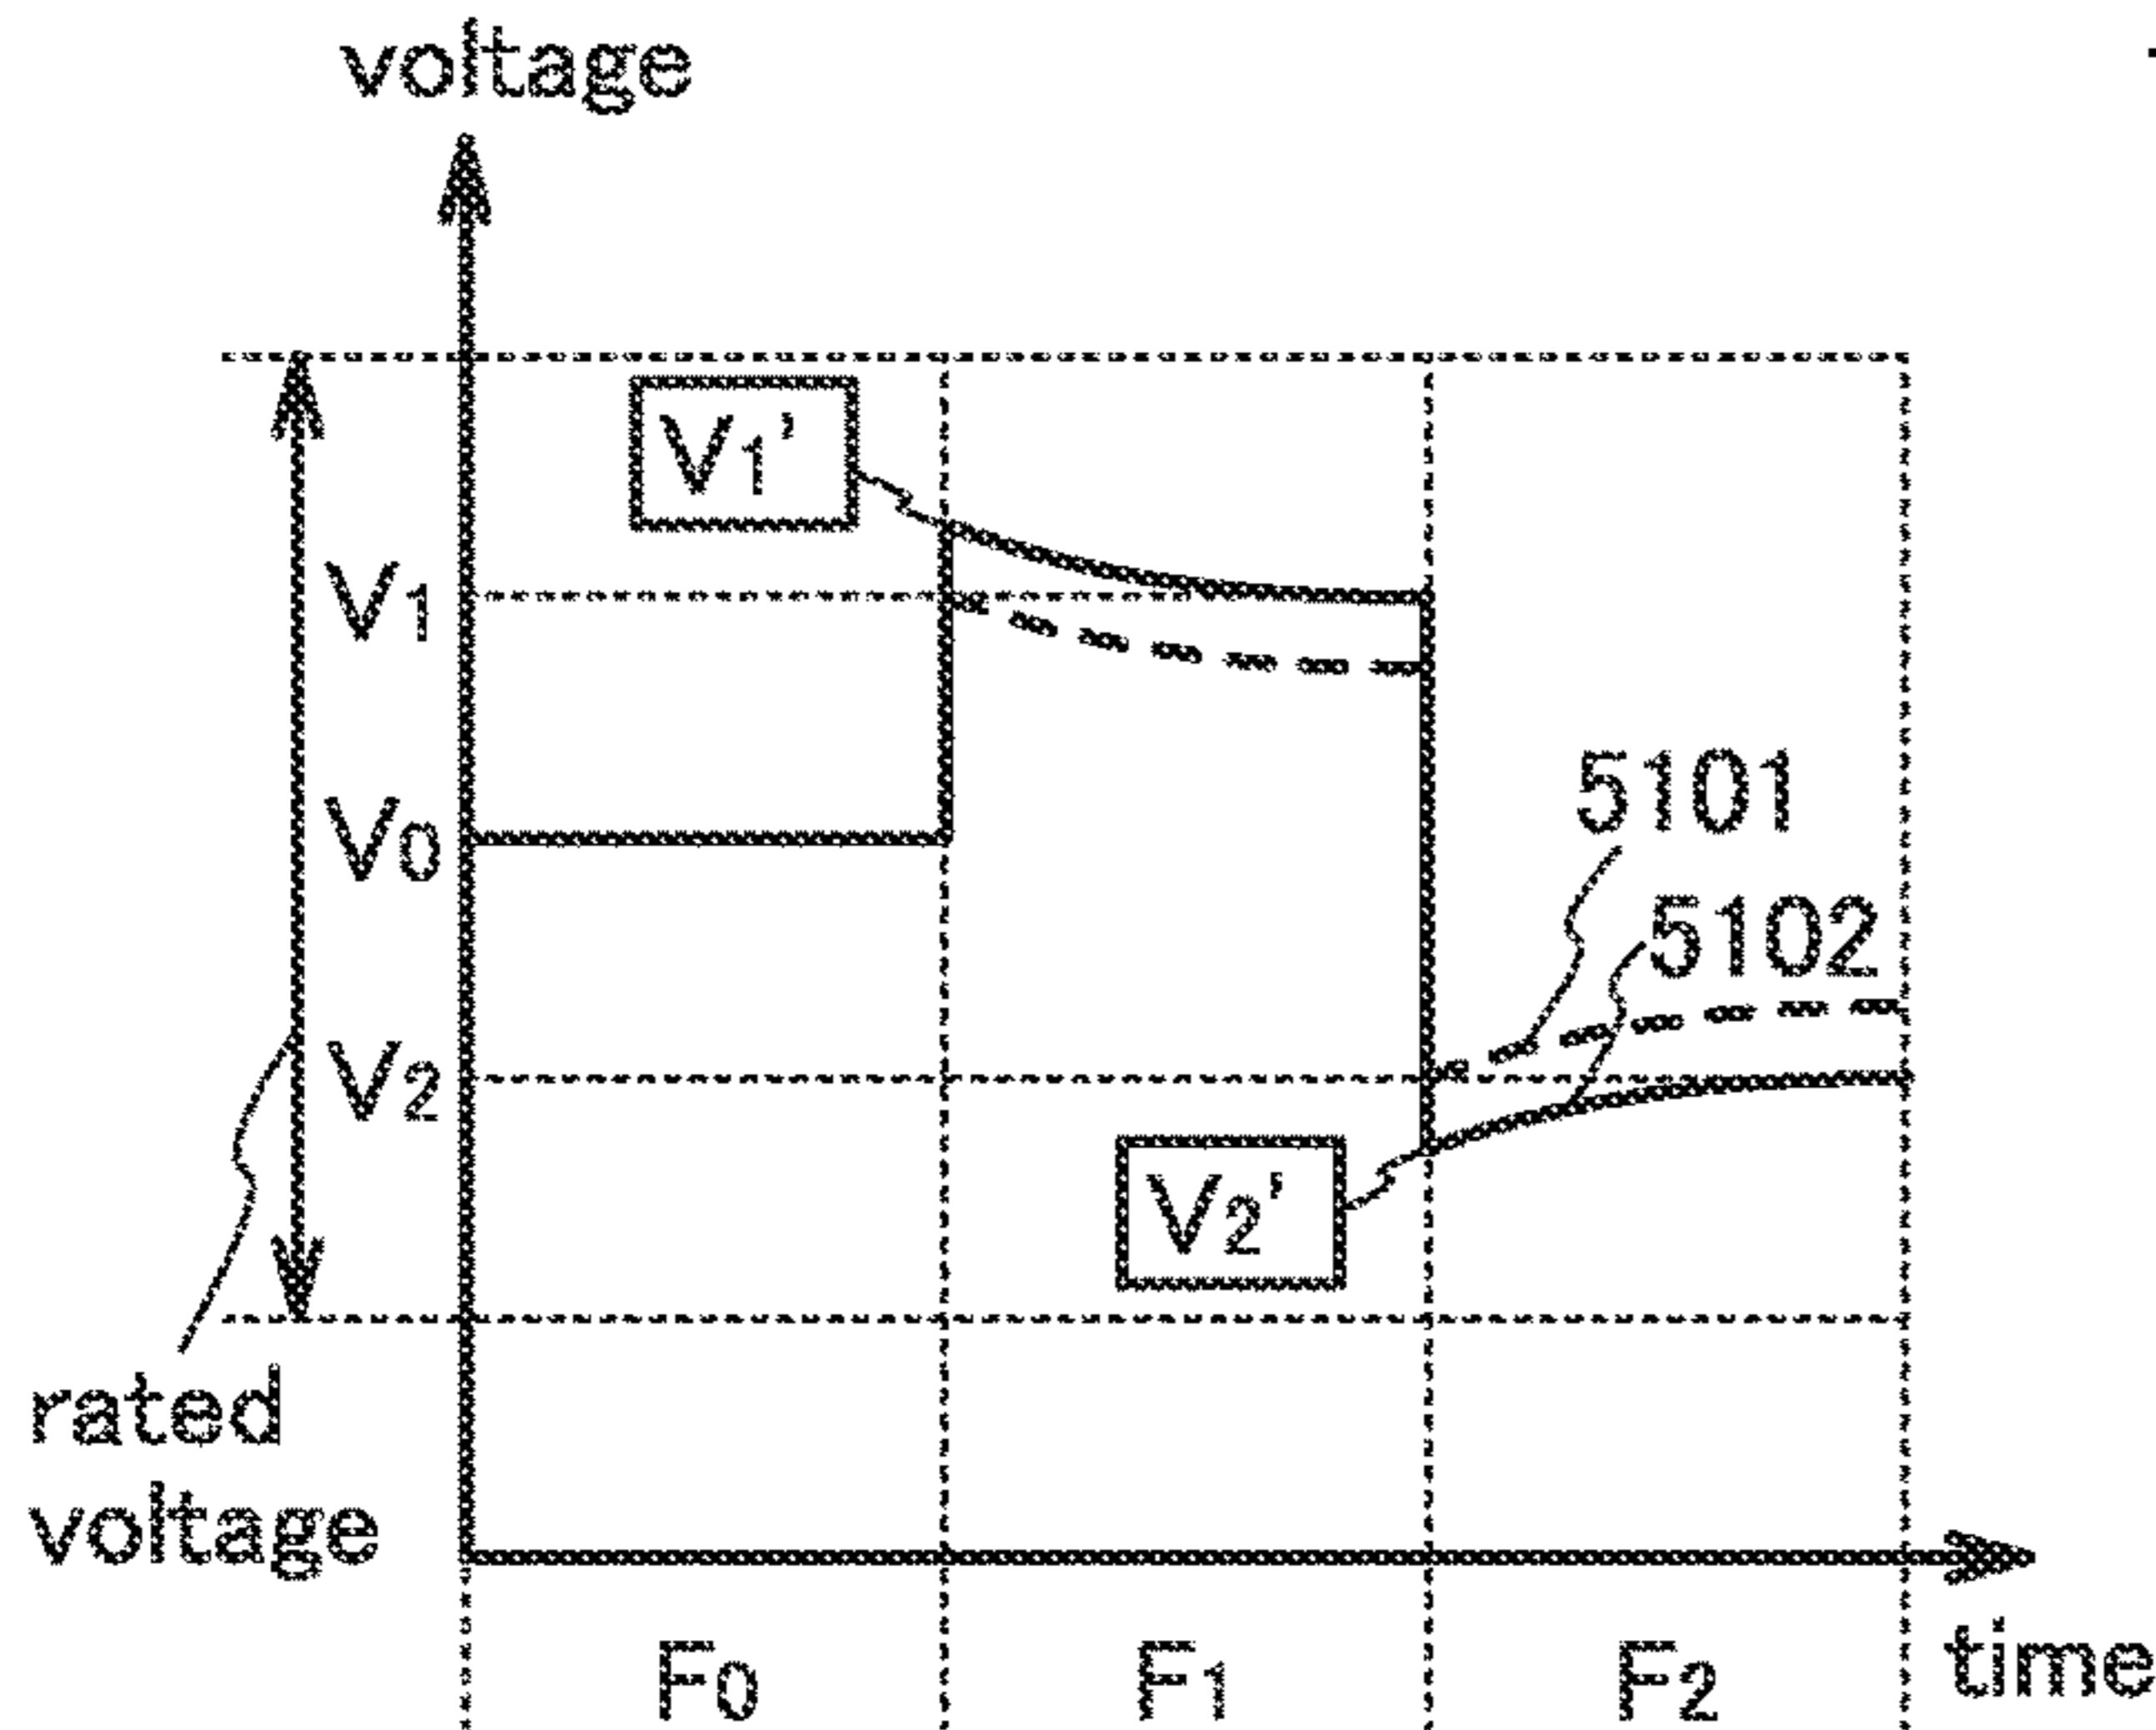 voltage
V1'
V1
V0
5101
5102
V2
V2'
rated
voltage
F0
F1
F2
time